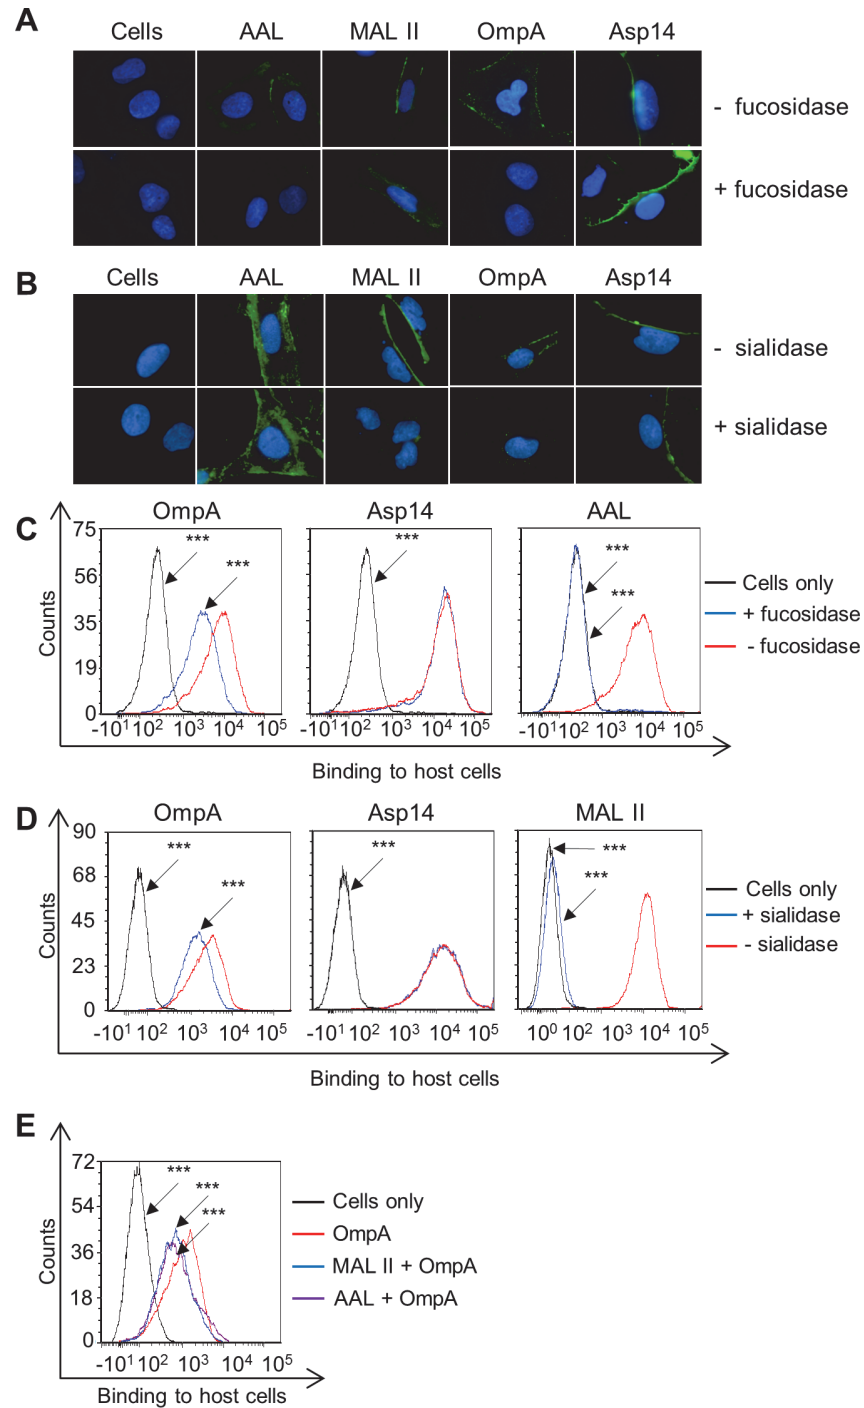 A
Cells AAL MAL II OmpA Asp14
- fucosidase
+ fucosidase
B
Cells AAL MAL II OmpA Asp14
- sialidase
+ sialidase
C
OmpA Asp14 AAL
75
56
35
19
0
Counts
*** *** *** *** ***
-10¹ 10² 10³ 10⁴ 10⁵ -10¹ 10² 10³ 10⁴ 10⁵ -10¹ 10² 10³ 10⁴ 10⁵
Cells only
+ fucosidase
- fucosidase
Binding to host cells
D
OmpA Asp14 MAL II
90
68
45
23
0
Counts
*** *** *** *** ***
-10¹ 10² 10³ 10⁴ 10⁵ -10¹ 10² 10³ 10⁴ 10⁵ 10⁰ 10² 10³ 10⁴ 10⁵
Cells only
+ sialidase
- sialidase
Binding to host cells
E
72
54
36
18
0
Counts
***
***
***
-10¹ 10² 10³ 10⁴ 10⁵
Cells only
OmpA
MAL II + OmpA
AAL + OmpA
Binding to host cells